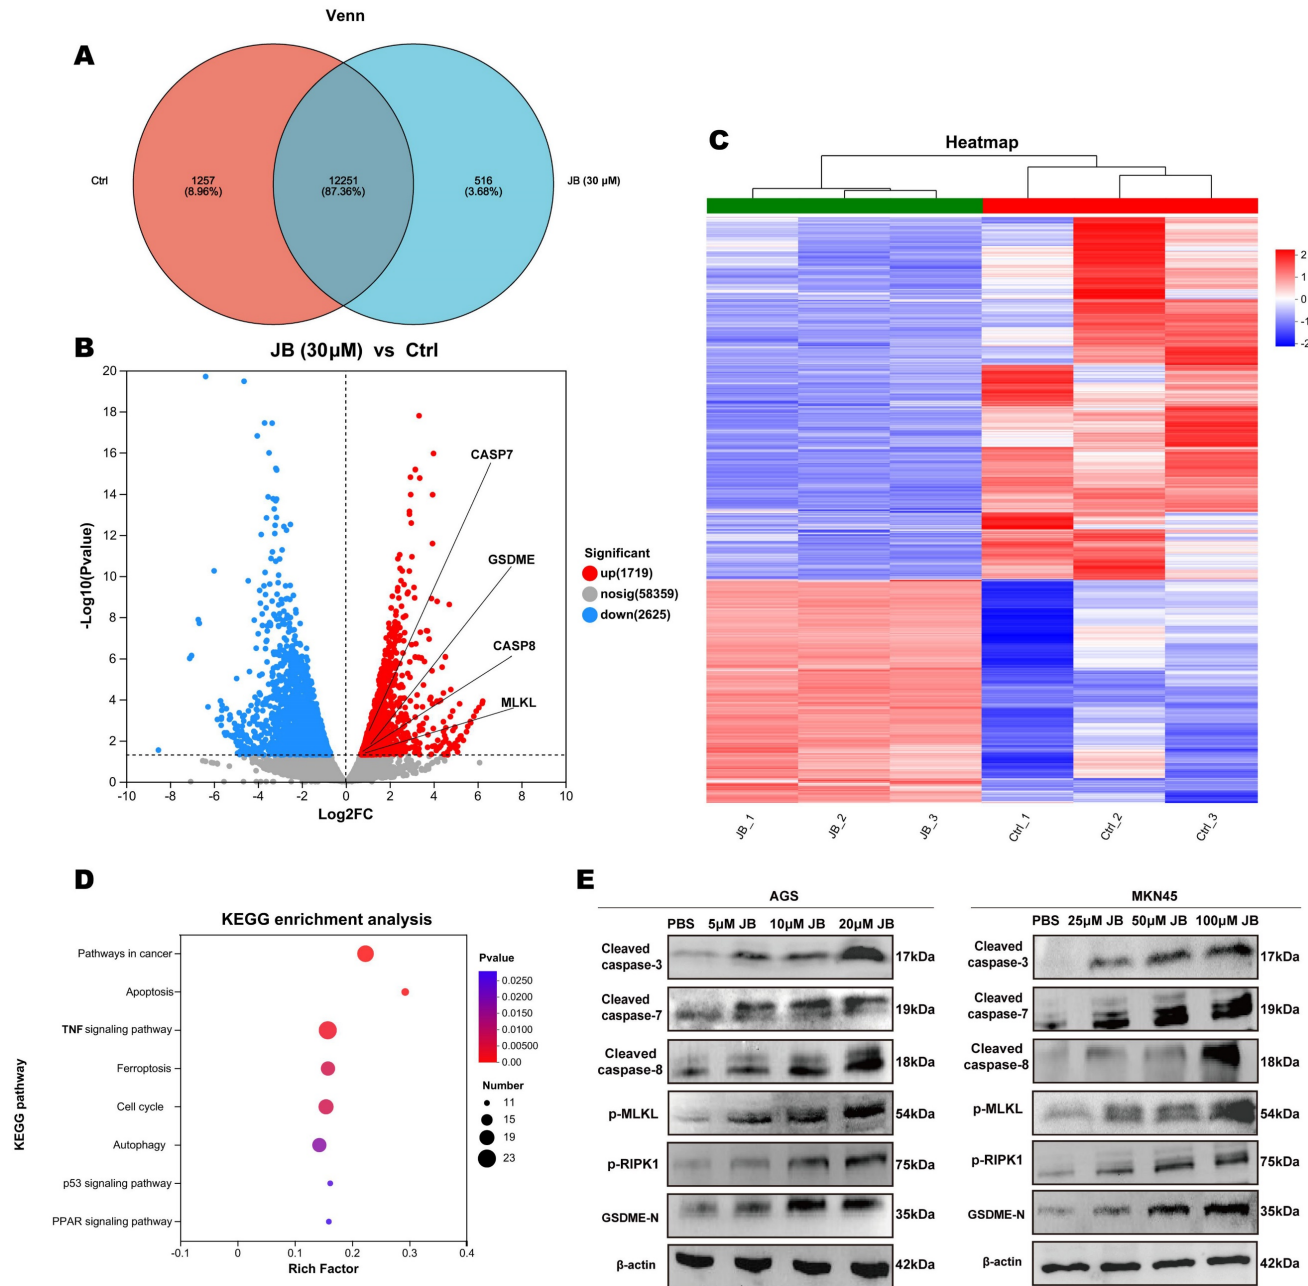 Venn
A
Ctrl
1257
(8.96%)
12251
(87.36%)
516
(3.68%)
JB (30 μM)
B
JB (30μM) vs Ctrl
-Log10(Pvalue)
20
18
16
14
12
10
8
6
4
2
0
-10
-8
-6
-4
-2
0
2
4
6
8
10
Log2FC
CASP7
GSDME
CASP8
MLKL
Significant
up(1719)
nosig(58359)
down(2625)
C
Heatmap
2
1
0
-1
-2
JB_1
JB_2
JB_3
Ctrl_1
Ctrl_2
Ctrl_3
D
KEGG enrichment analysis
KEGG pathway
Pathways in cancer
Apoptosis
TNF signaling pathway
Ferroptosis
Cell cycle
Autophagy
p53 signaling pathway
PPAR signaling pathway
-0.1
0
0.1
0.2
0.3
0.4
Rich Factor
Pvalue
0.0250
0.0200
0.0150
0.0100
0.00500
0.00
Number
11
15
19
23
E
AGS
PBS 5μM JB 10μM JB 20μM JB
Cleaved
caspase-3
17kDa
Cleaved
caspase-7
19kDa
Cleaved
caspase-8
18kDa
p-MLKL
54kDa
p-RIPK1
75kDa
GSDME-N
35kDa
β-actin
42kDa
MKN45
PBS 25μM JB 50μM JB 100μM JB
Cleaved
caspase-3
17kDa
Cleaved
caspase-7
19kDa
Cleaved
caspase-8
18kDa
p-MLKL
54kDa
p-RIPK1
75kDa
GSDME-N
35kDa
β-actin
42kDa